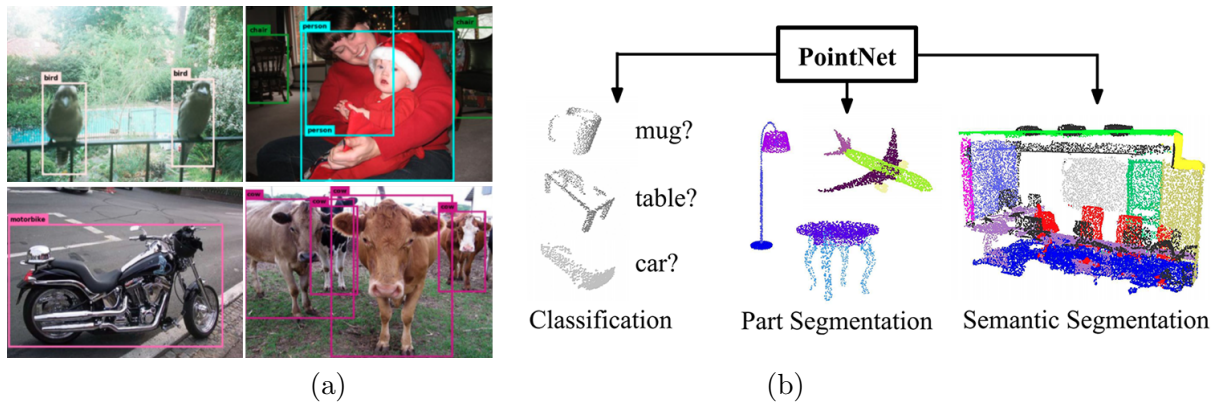 bird
bird
chair
person
chair
person
motorbike
cow
cow
cow
(a)
PointNet
mug?
table?
car?
Classification
Part Segmentation
Semantic Segmentation
(b)